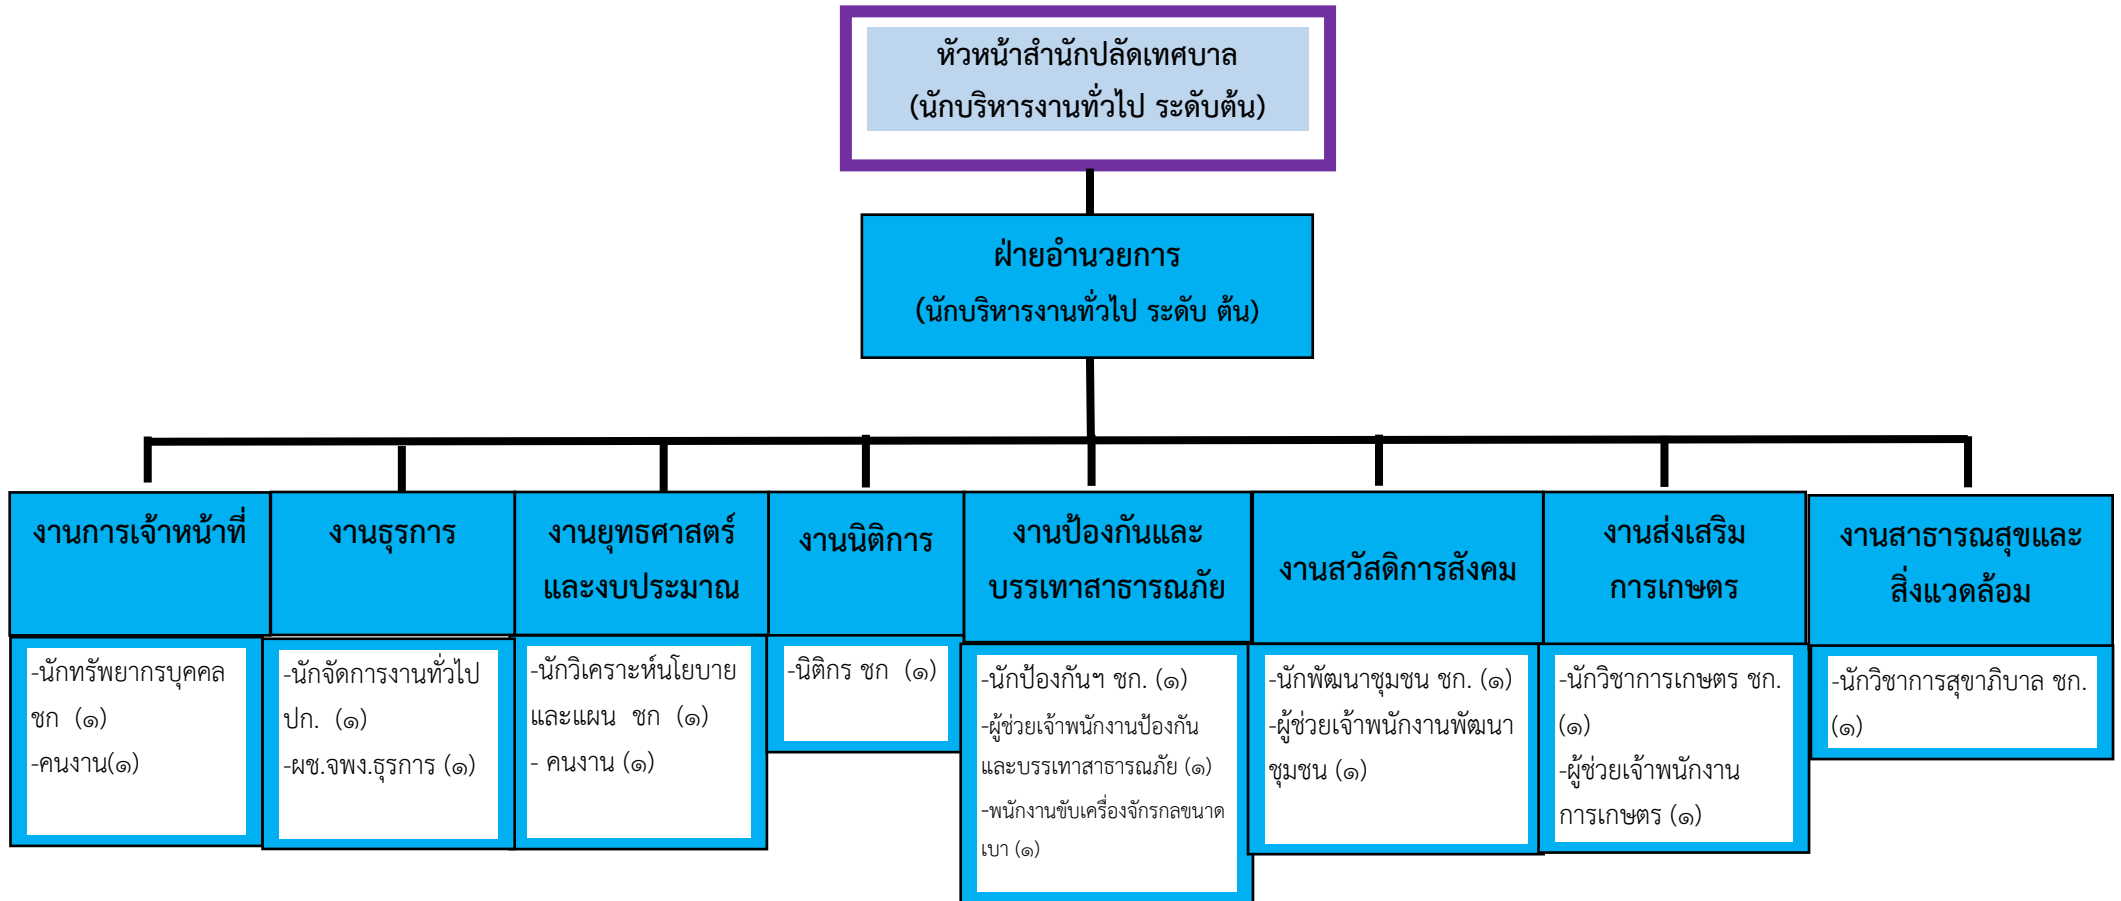 หัวหน้าสำนักปลัดเทศบาล
(นักบริหารงานทั่วไป ระดับต้น)
ฝ่ายอำนวยการ
(นักบริหารงานทั่วไป ระดับ ต้น)
งานการเจ้าหน้าที่
-นักทรัพยากรบุคคล
ชก (๑)
-คนงาน(๑)
งานธุรการ
-นักจัดการงานทั่วไป
ปก. (๑)
-ผช.จพง.ธุรการ (๑)
งานยุทธศาสตร์
และงบประมาณ
-นักวิเคราะห์นโยบาย
และแผน ชก (๑)
- คนงาน (๑)
งานนิติการ
-นิติกร ชก (๑)
งานป้องกันและ
บรรเทาสาธารณภัย
-นักป้องกันฯ ชก. (๑)
-ผู้ช่วยเจ้าพนักงานป้องกัน
และบรรเทาสาธารณภัย (๑)
-พนักงานขับเครื่องจักรกลขนาด
เบา (๑)
งานสวัสดิการสังคม
-นักพัฒนาชุมชน ชก. (๑)
-ผู้ช่วยเจ้าพนักงานพัฒนา
ชุมชน (๑)
งานส่งเสริม
การเกษตร
-นักวิชาการเกษตร ชก.
(๑)
-ผู้ช่วยเจ้าพนักงาน
การเกษตร (๑)
งานสาธารณสุขและ
สิ่งแวดล้อม
-นักวิชาการสุขาภิบาล ชก.
(๑)